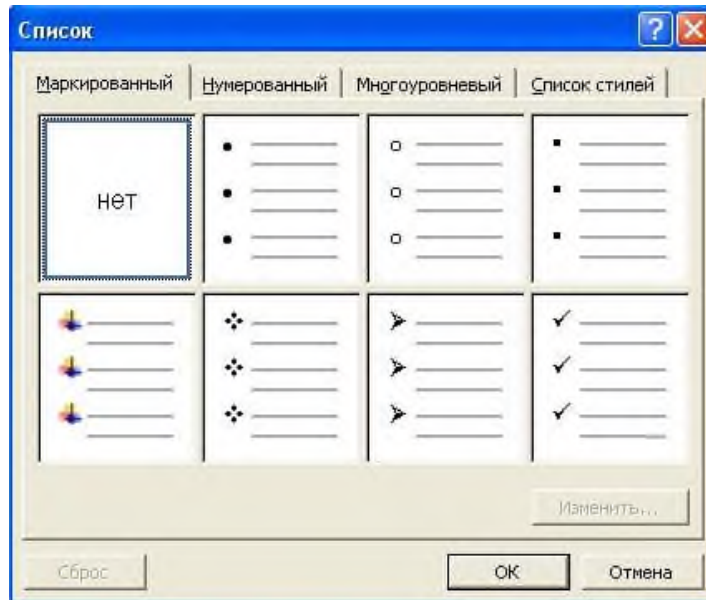 Список
Маркированный Нумерованный Многоуровневый Список стилей
нет
Изменить...
Сброс ОК Отмена